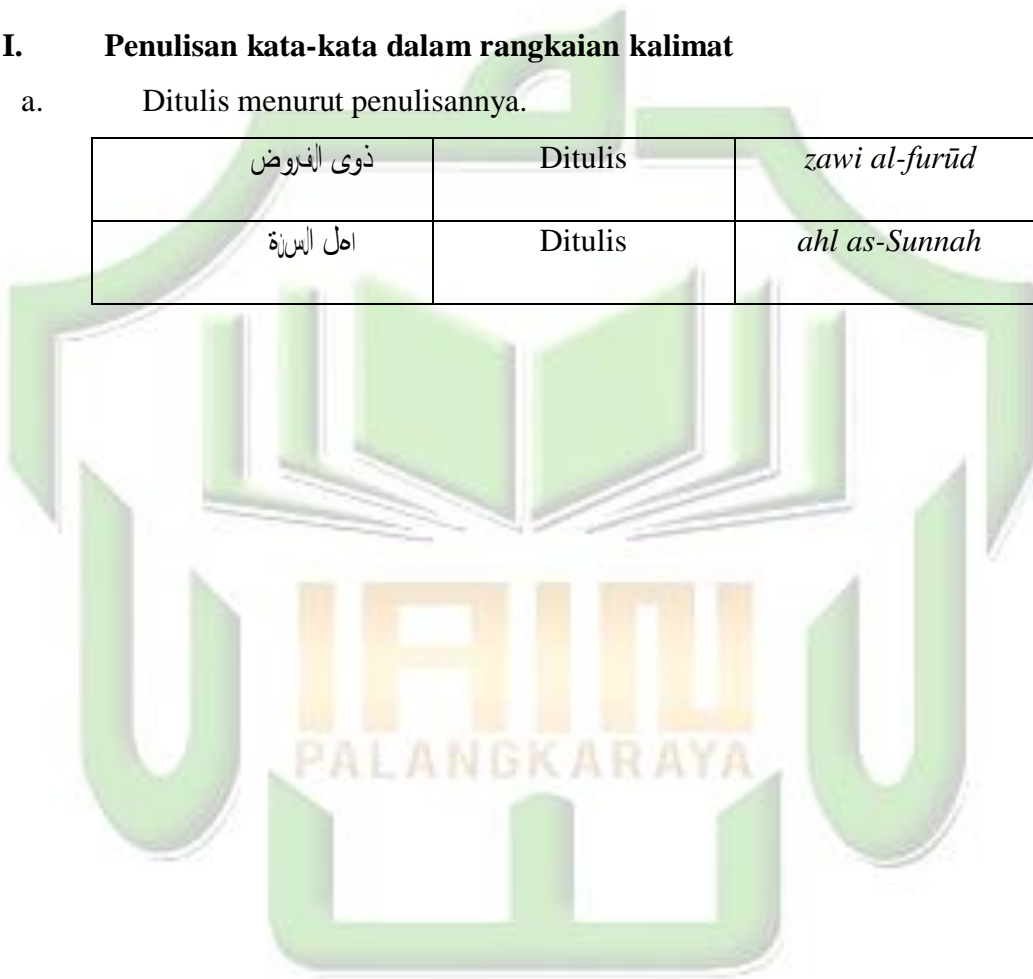 I. Penulisan kata-kata dalam rangkaian kalimat
a. Ditulis menurut penulisannya.
ذوى الفروض Ditulis zawi al-furūd
اهل السنة Ditulis ahl as-Sunnah
IAIN
PALANGKARAYA